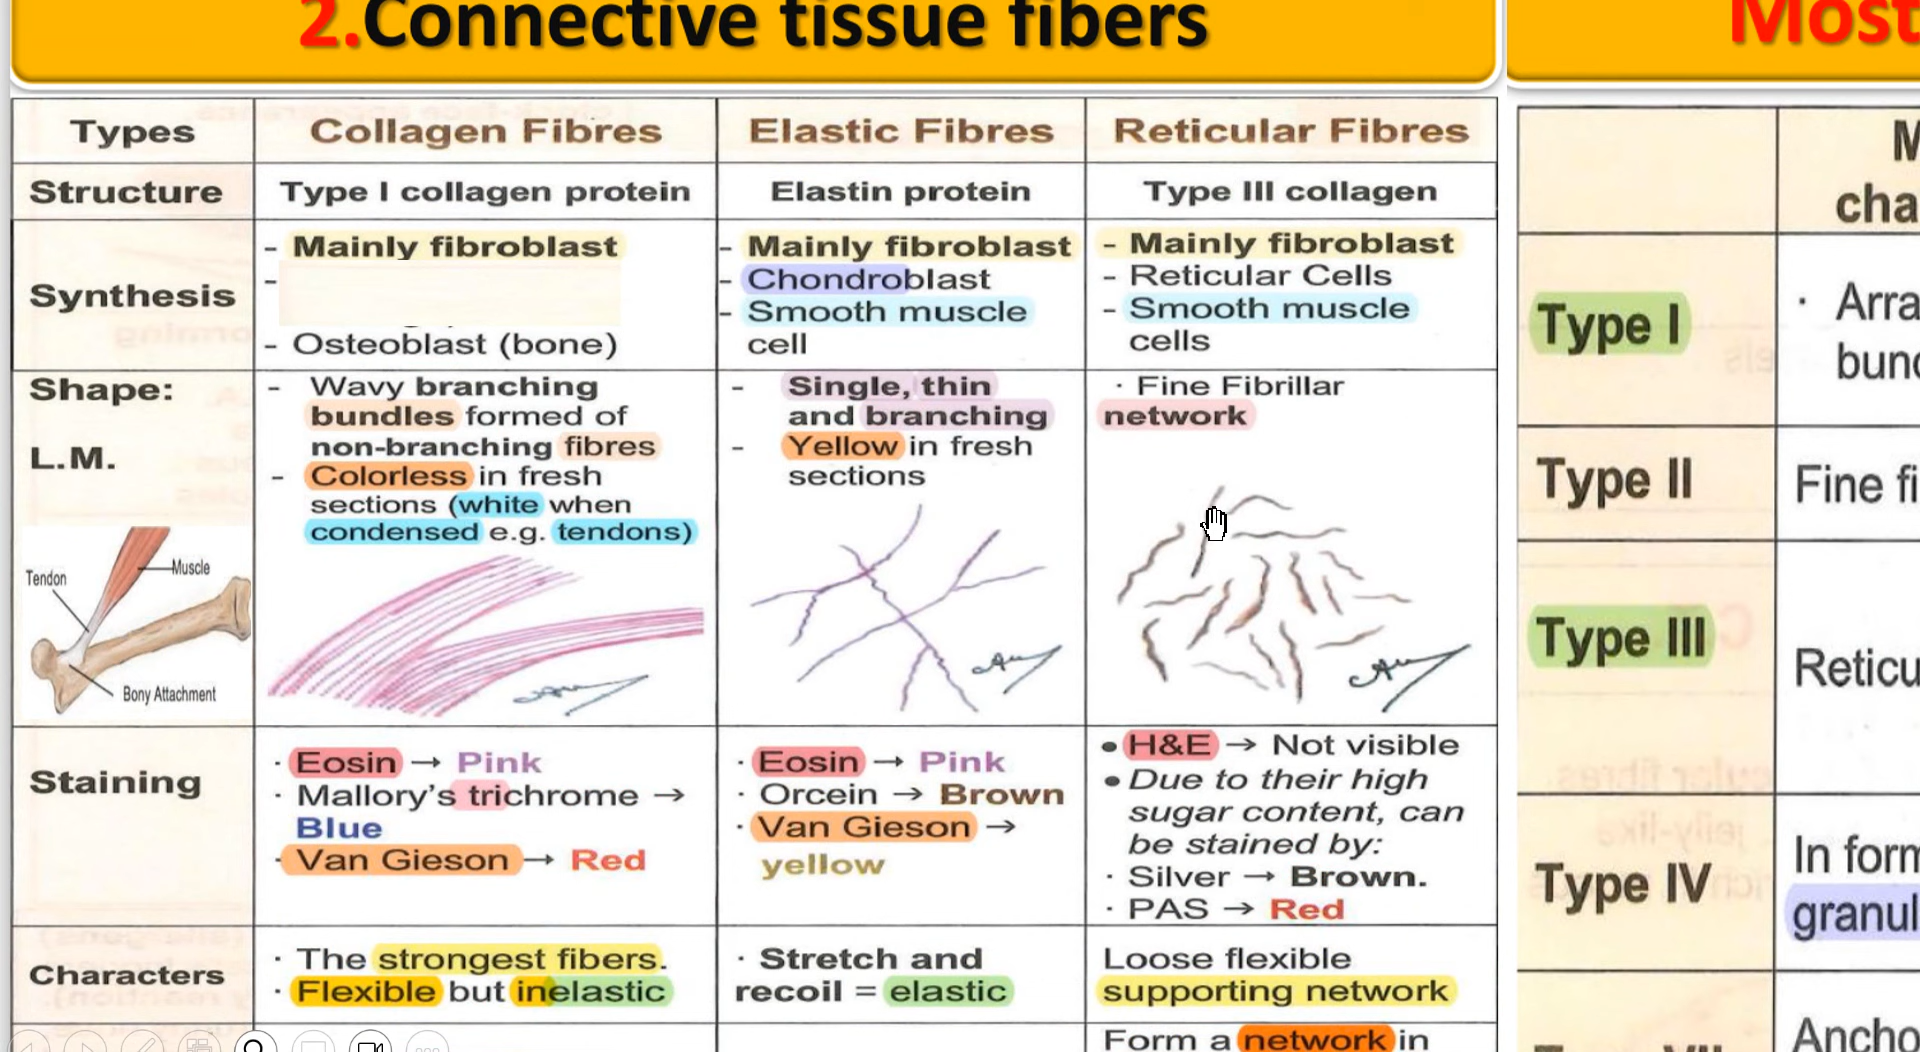 2.Connective tissue fibers
Types
Collagen Fibres
Elastic Fibres
Reticular Fibres
Structure
Type I collagen protein
Elastin protein
Type III collagen
Synthesis
- Mainly fibroblast
-
- Osteoblast (bone)
- Mainly fibroblast
- Chondroblast
- Smooth muscle
cell
- Mainly fibroblast
- Reticular Cells
- Smooth muscle
cells
Shape:
L.M.
Tendon
Muscle
Bony Attachment
- Wavy branching
bundles formed of
non-branching fibres
- Colorless in fresh
sections (white when
condensed e.g. tendons)
- Single, thin
and branching
- Yellow in fresh
sections
· Fine Fibrillar
network
Staining
· Eosin → Pink
· Mallory's trichrome →
Blue
· Van Gieson → Red
· Eosin → Pink
· Orcein → Brown
· Van Gieson →
yellow
• H&E → Not visible
• Due to their high
sugar content, can
be stained by:
· Silver → Brown.
· PAS → Red
Characters
· The strongest fibers.
· Flexible but inelastic
· Stretch and
recoil = elastic
Loose flexible
supporting network
Form a network in
Most
Type I
· Arra
bund
Type II
Fine fi
Type III
Reticu
Type IV
In form
granul
Ancho